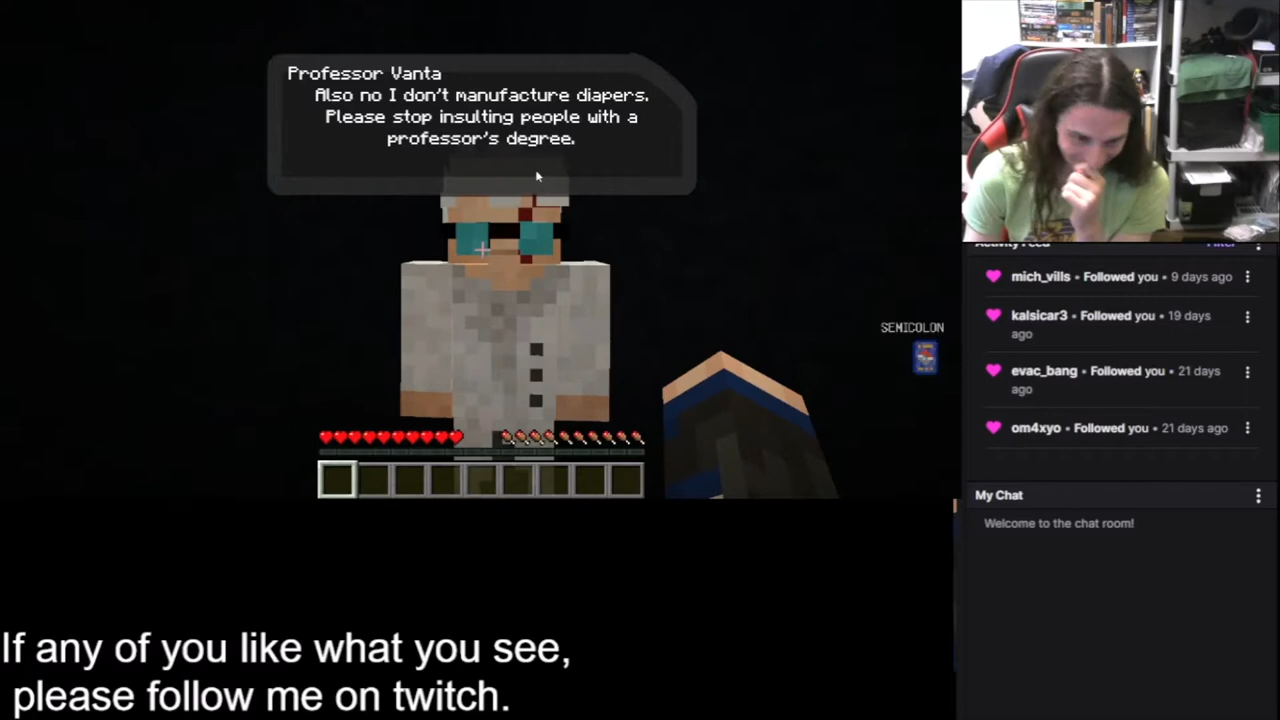 Professor Vanta
Also no I don't manufacture diapers.
Please stop insulting people with a
professor's degree.
SEMICOLON
Activity Feed
Filter
mich_vills • Followed you • 9 days ago
kalsicar3 • Followed you • 19 days
ago
evac_bang • Followed you • 21 days
ago
om4xyo • Followed you • 21 days ago
My Chat
Welcome to the chat room!
If any of you like what you see,
please follow me on twitch.